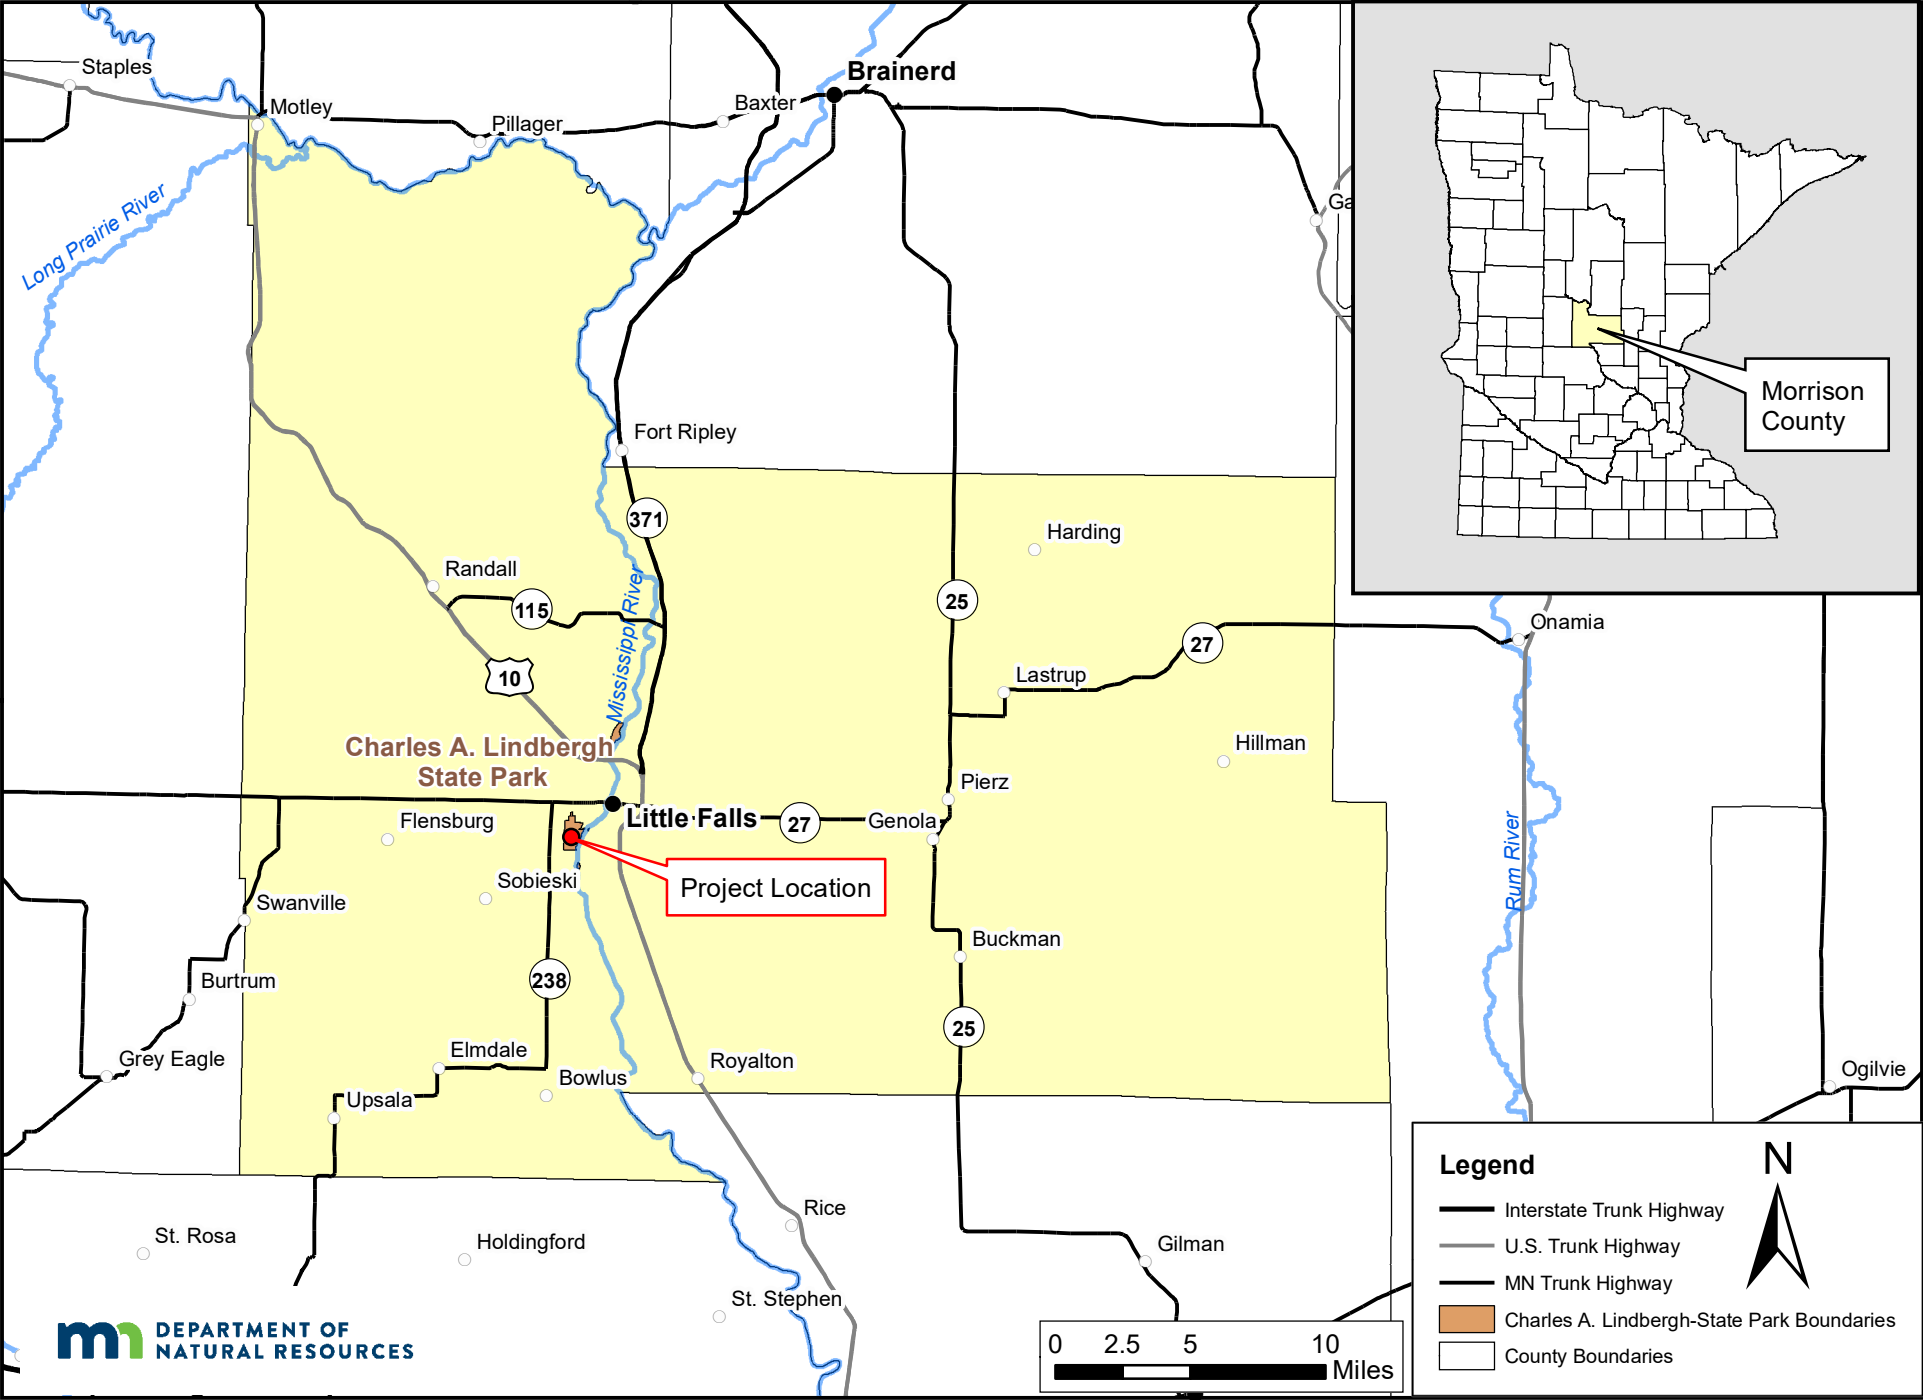 Staples
Motley
Pillager
Baxter
Brainerd
Long Prairie River
Ga
Morrison
County
Fort Ripley
371
Harding
Randall
115
Mississippi River
25
27
Onamia
10
Lastrup
Charles A. Lindbergh
State Park
Hillman
Pierz
Flensburg
Little Falls
27
Genola
Project Location
Sobieski
Swanville
Rum River
Buckman
Burtrum
238
25
Grey Eagle
Elmdale
Bowlus
Royalton
Ogilvie
Upsala
Rice
St. Rosa
Holdingford
Gilman
St. Stephen
Legend
N
Interstate Trunk Highway
U.S. Trunk Highway
MN Trunk Highway
Charles A. Lindbergh-State Park Boundaries
County Boundaries
mn DEPARTMENT OF
NATURAL RESOURCES
0 2.5 5 10
Miles